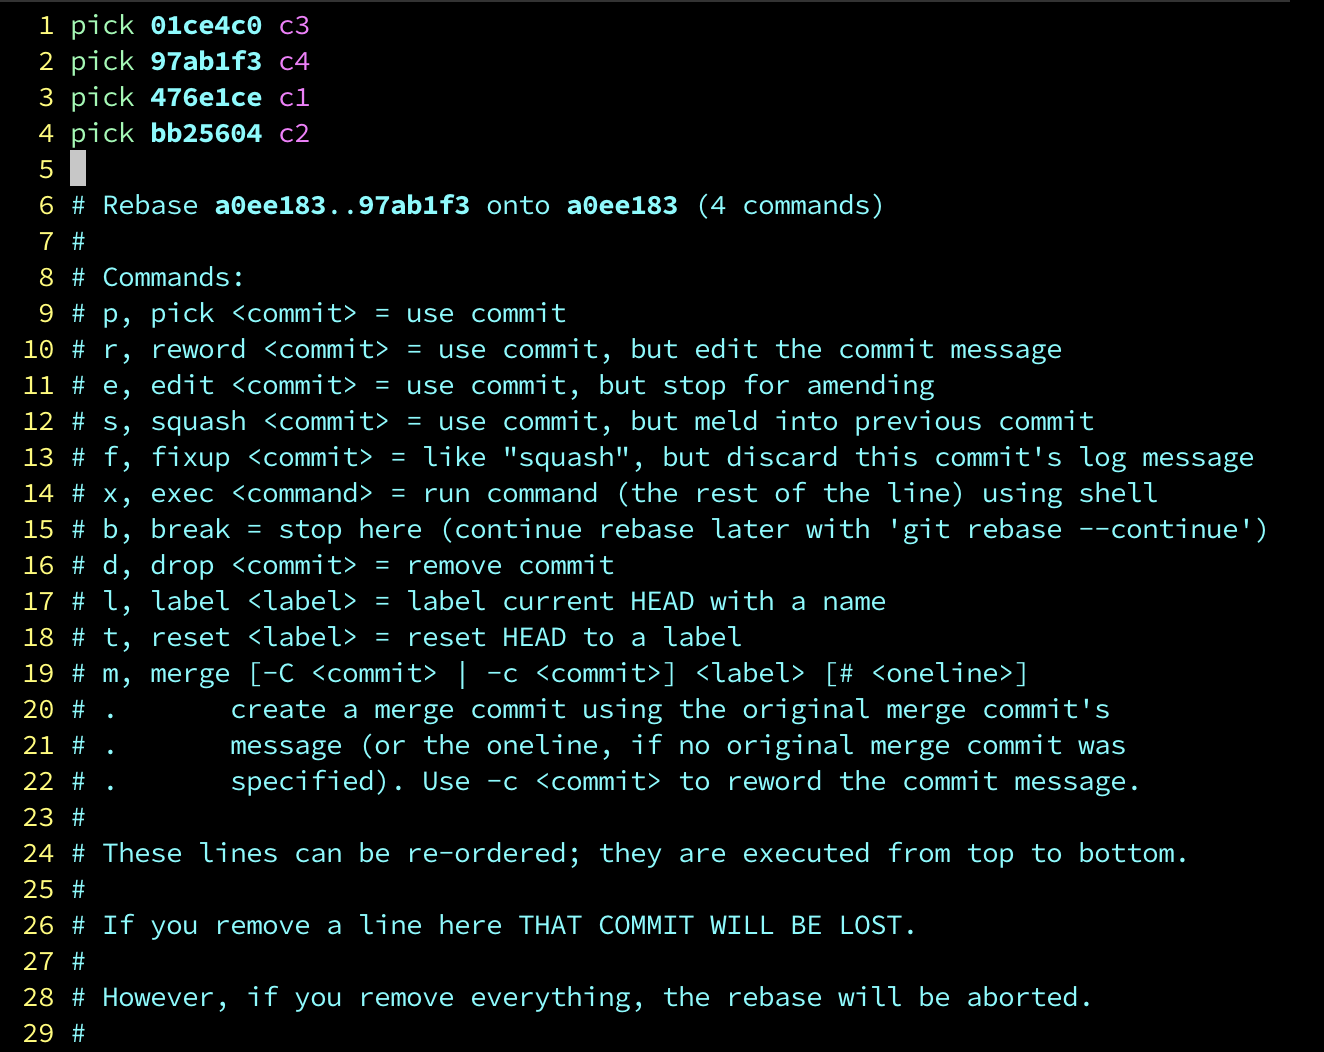 1 pick 01ce4c0 c3
2 pick 97ab1f3 c4
3 pick 476e1ce c1
4 pick bb25604 c2
5
6 # Rebase a0ee183..97ab1f3 onto a0ee183 (4 commands)
7 #
8 # Commands:
9 # p, pick <commit> = use commit
10 # r, reword <commit> = use commit, but edit the commit message
11 # e, edit <commit> = use commit, but stop for amending
12 # s, squash <commit> = use commit, but meld into previous commit
13 # f, fixup <commit> = like "squash", but discard this commit's log message
14 # x, exec <command> = run command (the rest of the line) using shell
15 # b, break = stop here (continue rebase later with 'git rebase --continue')
16 # d, drop <commit> = remove commit
17 # l, label <label> = label current HEAD with a name
18 # t, reset <label> = reset HEAD to a label
19 # m, merge [-C <commit> | -c <commit>] <label> [# <oneline>]
20 # .       create a merge commit using the original merge commit's
21 # .       message (or the oneline, if no original merge commit was
22 # .       specified). Use -c <commit> to reword the commit message.
23 #
24 # These lines can be re-ordered; they are executed from top to bottom.
25 #
26 # If you remove a line here THAT COMMIT WILL BE LOST.
27 #
28 # However, if you remove everything, the rebase will be aborted.
29 #